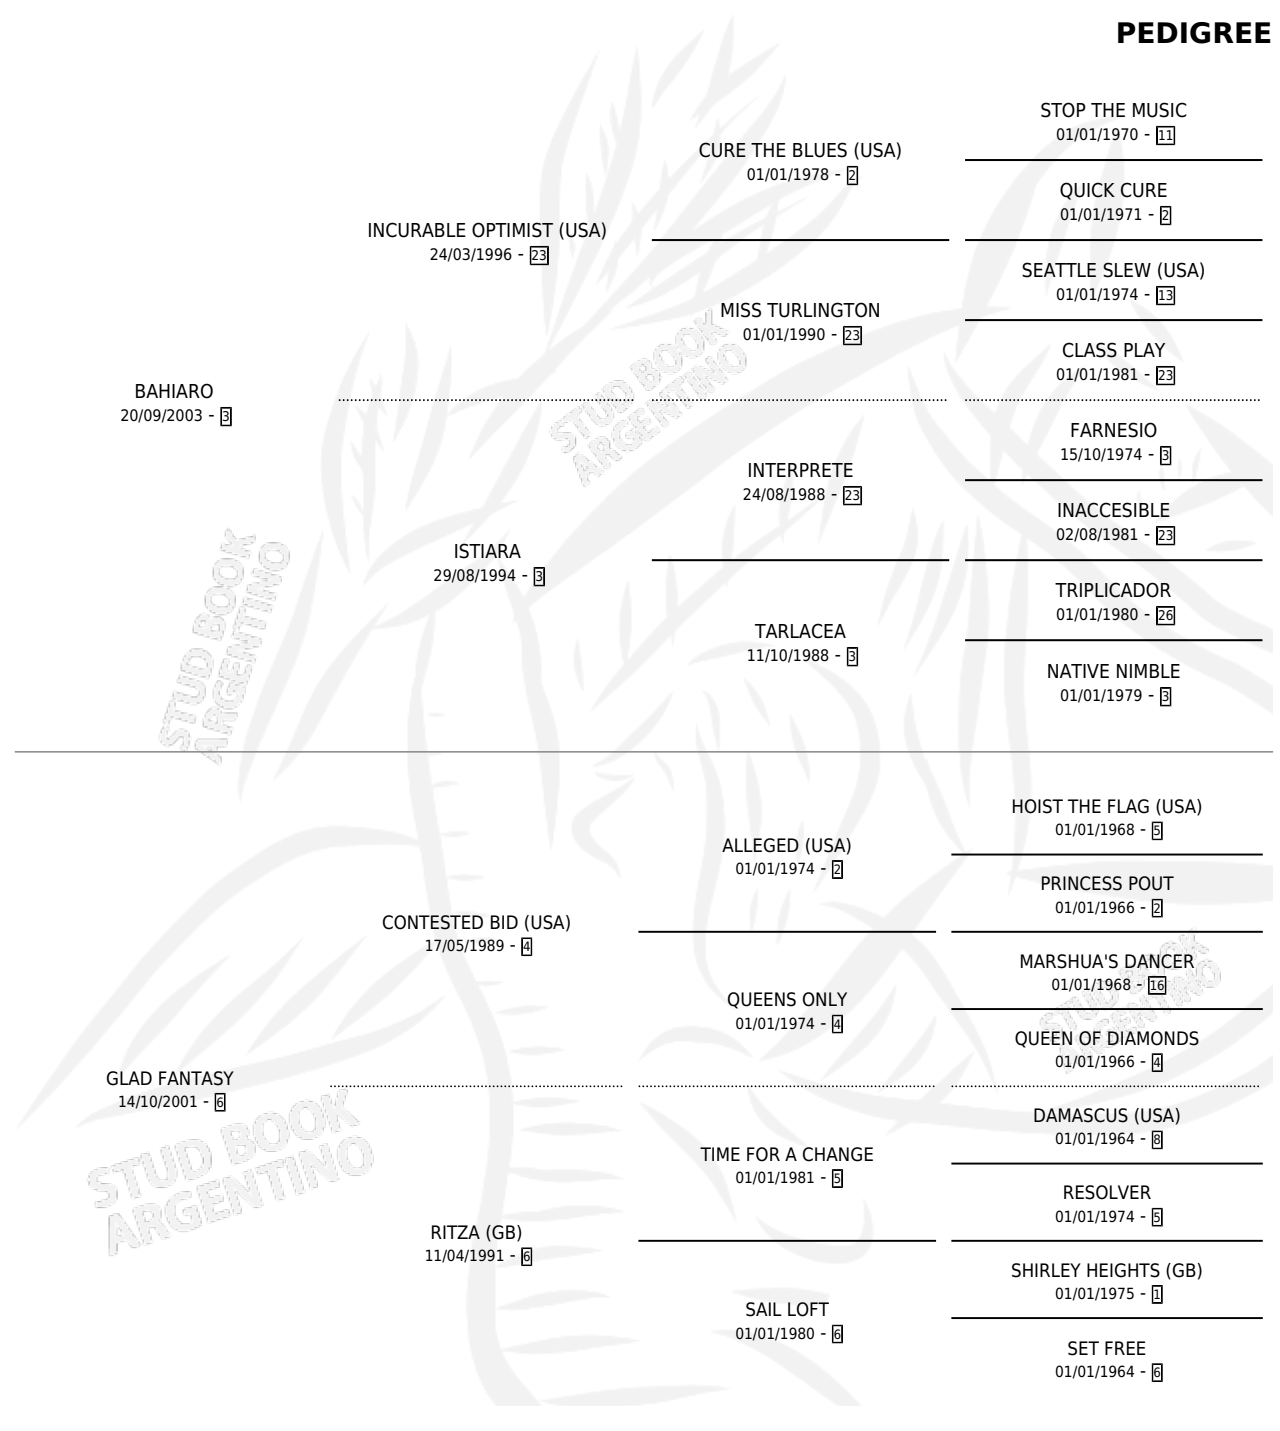 PEDIGREE
STOP THE MUSIC
01/01/1970 - 11
CURE THE BLUES (USA)
01/01/1978 - 2
QUICK CURE
01/01/1971 - 2
INCURABLE OPTIMIST (USA)
24/03/1996 - 23
SEATTLE SLEW (USA)
01/01/1974 - 13
MISS TURLINGTON
01/01/1990 - 23
CLASS PLAY
01/01/1981 - 23
BAHIARO
20/09/2003 - 3
STUD BOOK
ARGENTINO
FARNESIO
15/10/1974 - 3
INTERPRETE
24/08/1988 - 23
INACCESIBLE
02/08/1981 - 23
ISTIARA
29/08/1994 - 3
TRIPLICADOR
01/01/1980 - 26
TARLACEA
11/10/1988 - 3
NATIVE NIMBLE
01/01/1979 - 3
STUD BOOK
ARGENTINO
HOIST THE FLAG (USA)
01/01/1968 - 5
ALLEGED (USA)
01/01/1974 - 2
PRINCESS POUT
01/01/1966 - 2
CONTESTED BID (USA)
17/05/1989 - 4
MARSHUA'S DANCER
01/01/1968 - 16
STUD BOOK
ARGENTINO
QUEENS ONLY
01/01/1974 - 4
QUEEN OF DIAMONDS
01/01/1966 - 4
GLAD FANTASY
14/10/2001 - 6
STUD BOOK
ARGENTINO
DAMASCUS (USA)
01/01/1964 - 8
TIME FOR A CHANGE
01/01/1981 - 5
RESOLVER
01/01/1974 - 5
RITZA (GB)
11/04/1991 - 6
SHIRLEY HEIGHTS (GB)
01/01/1975 - 1
SAIL LOFT
01/01/1980 - 6
SET FREE
01/01/1964 - 6